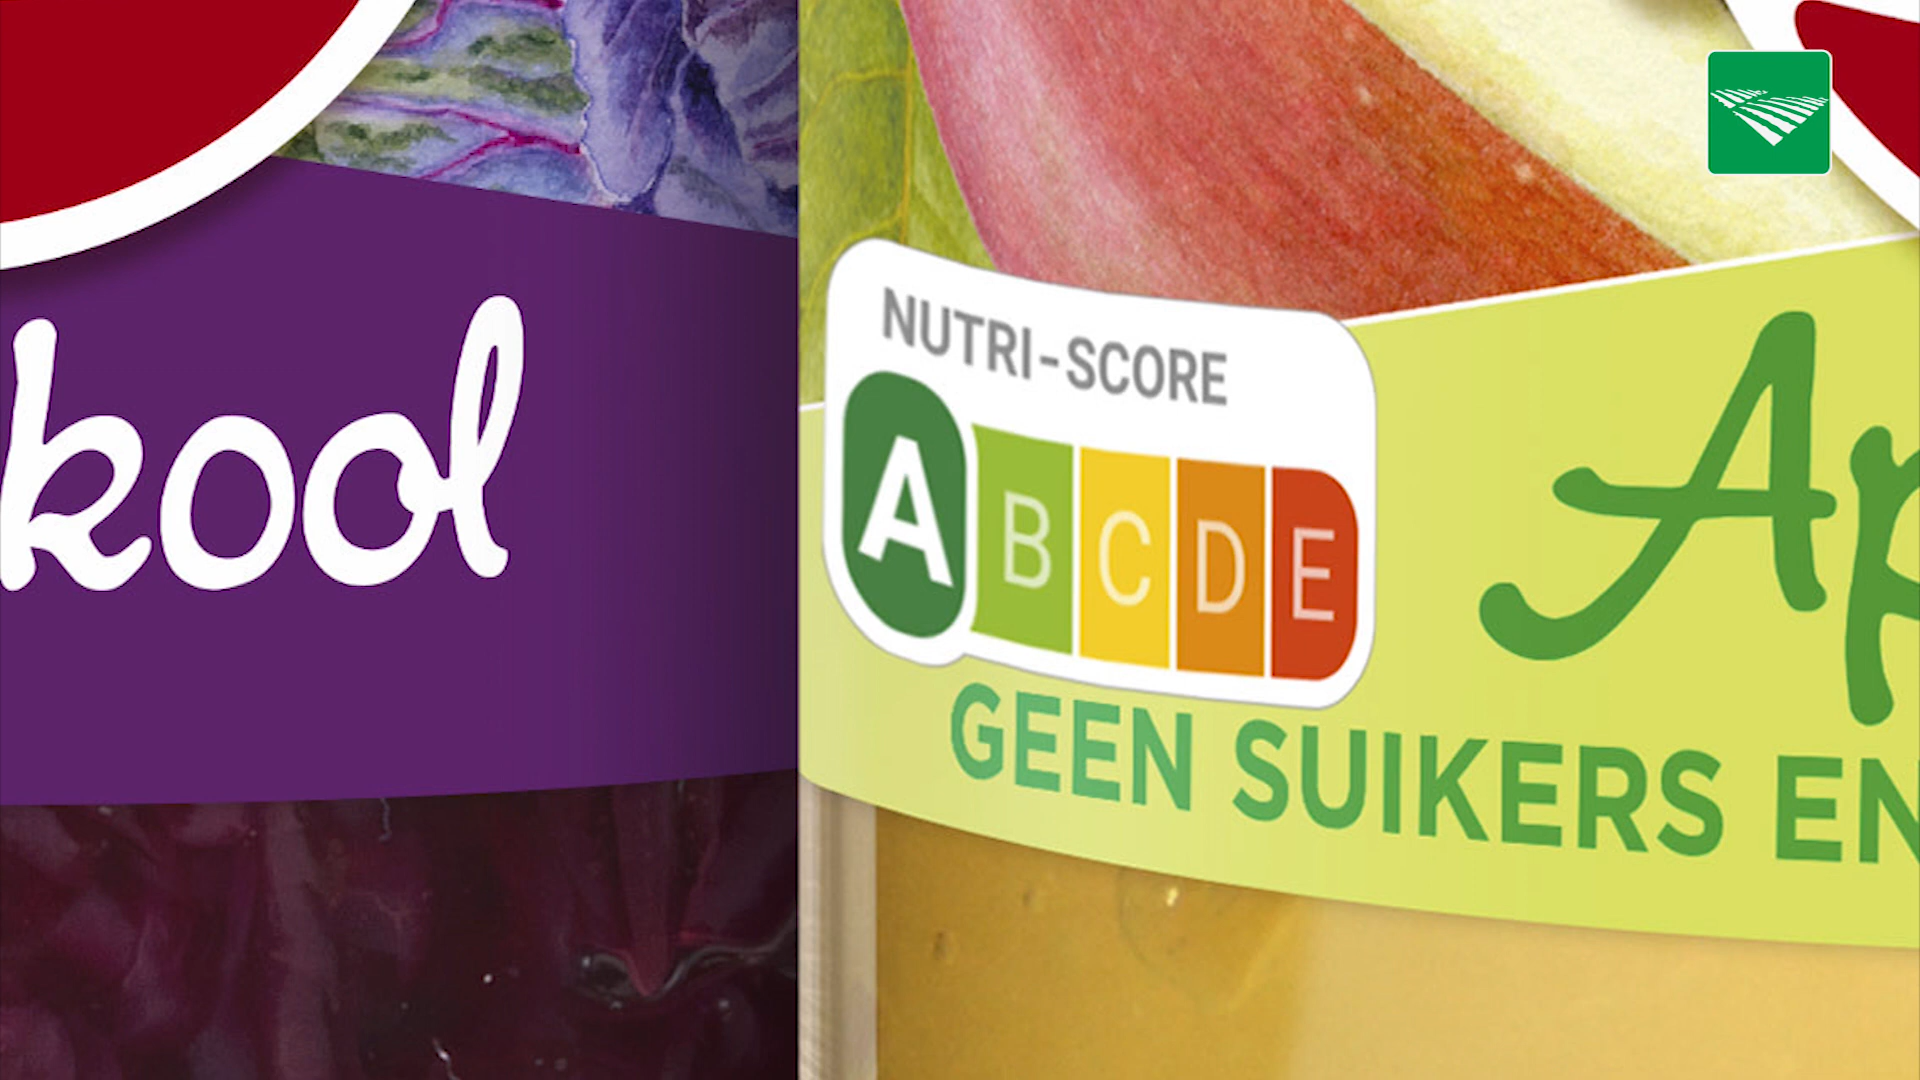 kool
NUTRI-SCORE
A B C D E
Ap
GEEN SUIKERS EN